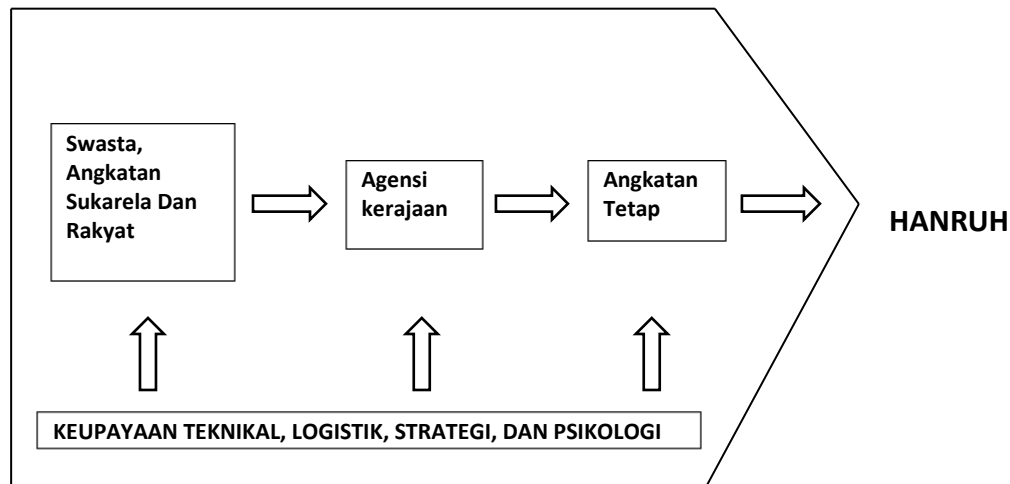 Swasta,
Angkatan
Sukarela Dan
Rakyat
Agensi
kerajaan
Angkatan
Tetap
HANRUH
KEUPAYAAN TEKNIKAL, LOGISTIK, STRATEGI, DAN PSIKOLOGI